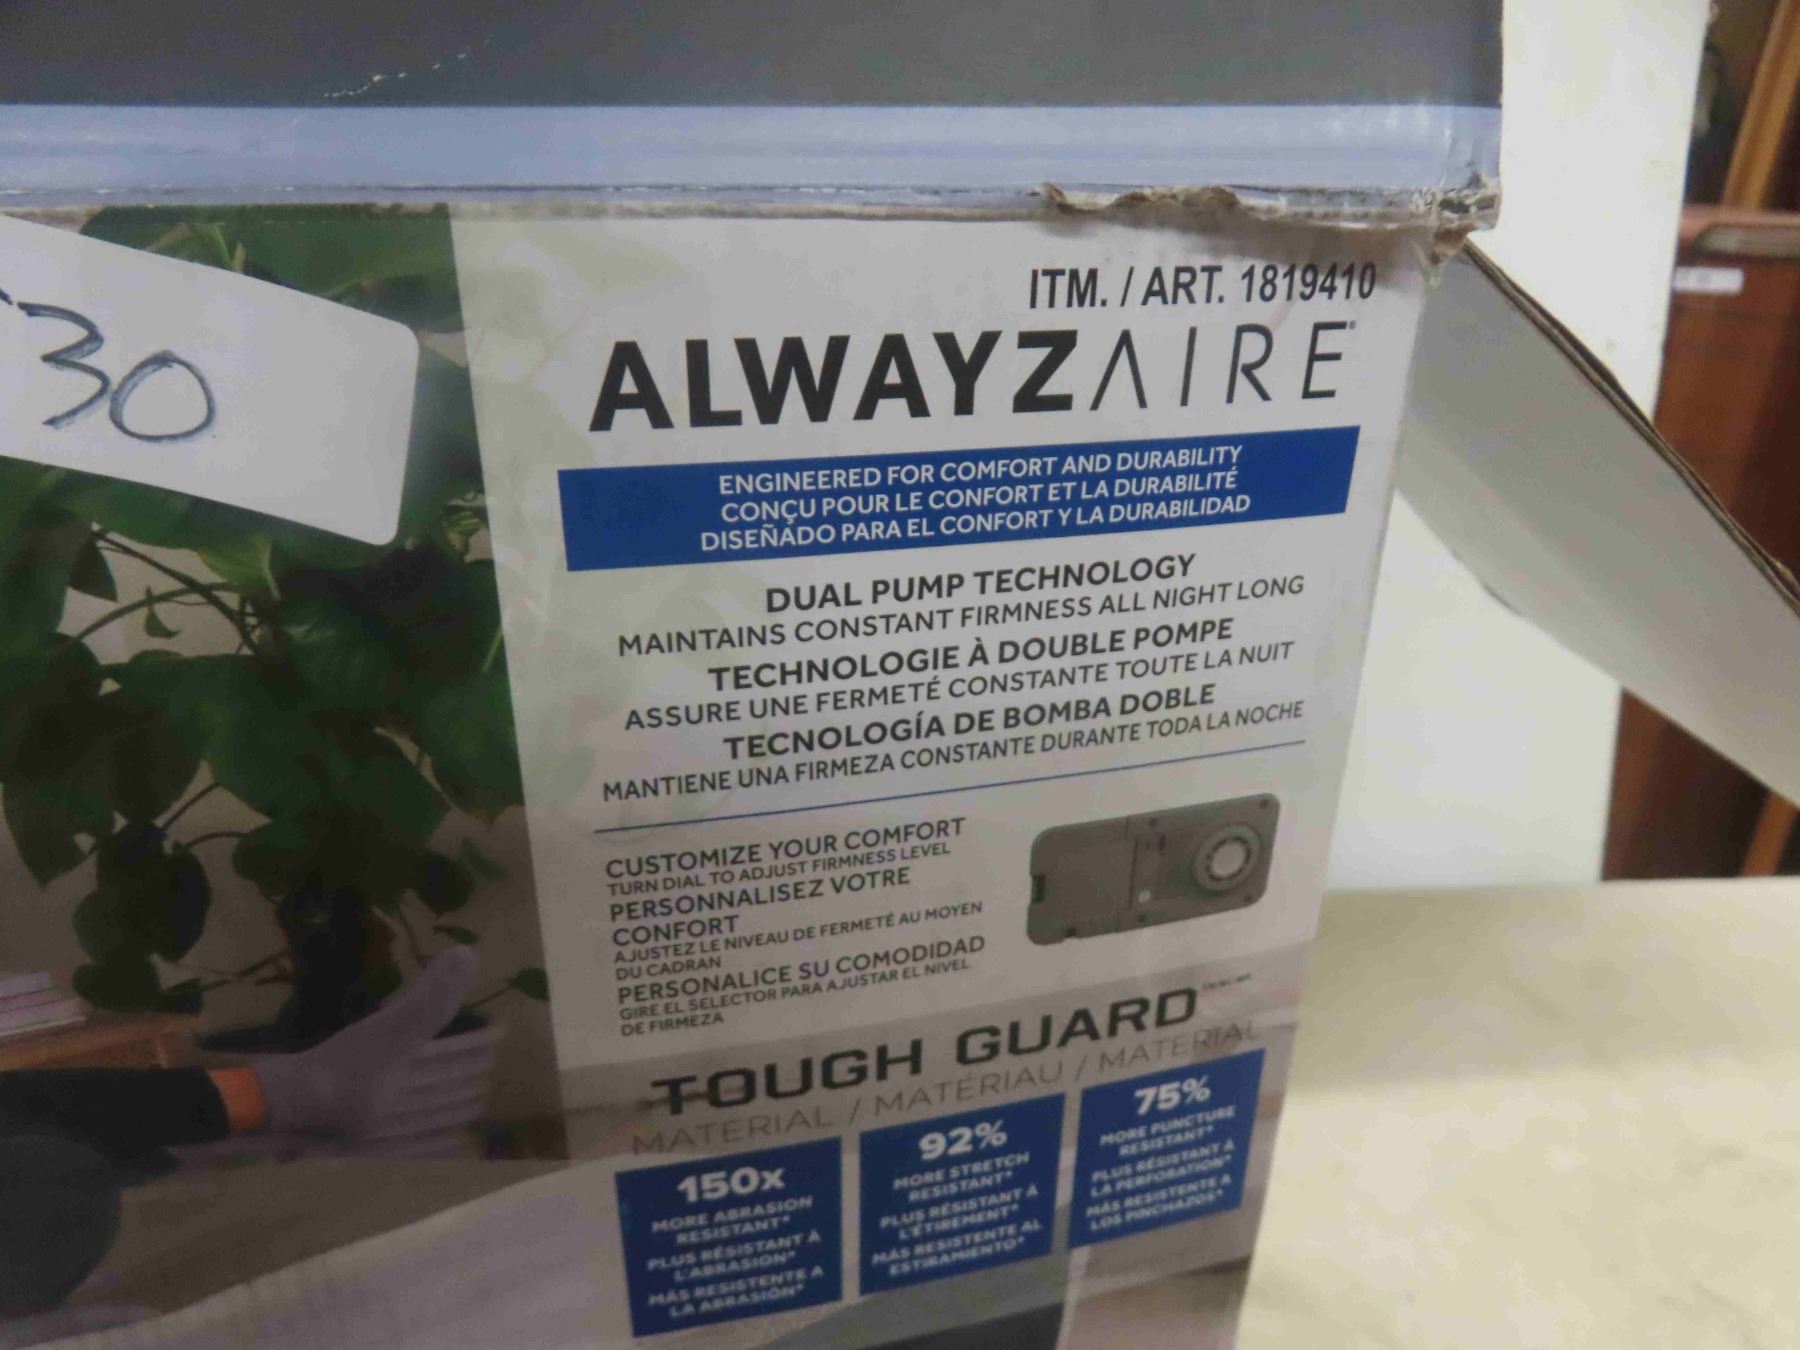 30
ITM. / ART. 1819410
ALWAYZAIRE
ENGINEERED FOR COMFORT AND DURABILITY
CONÇU POUR LE CONFORT ET LA DURABILITÉ
DISEÑADO PARA EL CONFORT Y LA DURABILIDAD
DUAL PUMP TECHNOLOGY
MAINTAINS CONSTANT FIRMNESS ALL NIGHT LONG
TECHNOLOGIE À DOUBLE POMPE
ASSURE UNE FERMETÉ CONSTANTE TOUTE LA NUIT
TECNOLOGÍA DE BOMBA DOBLE
MANTIENE UNA FIRMEZA CONSTANTE DURANTE TODA LA NOCHE
CUSTOMIZE YOUR COMFORT
TURN DIAL TO ADJUST FIRMNESS LEVEL
PERSONNALISEZ VOTRE
CONFORT
AJUSTEZ LE NIVEAU DE FERMETÉ AU MOYEN
DU CADRAN
PERSONALICE SU COMODIDAD
GIRE EL SELECTOR PARA AJUSTAR EL NIVEL
DE FIRMEZA
TOUGH GUARD
MATERIAL / MATÉRIAU / MATERIAL
150x
MORE ABRASION
RESISTANT*
PLUS RÉSISTANT À
L'ABRASION*
MÁS RESISTENTE A
LA ABRASIÓN*
92%
MORE STRETCH
RESISTANT*
PLUS RÉSISTANT À
L'ÉTIREMENT*
MÁS RESISTENTE AL
ESTIRAMIENTO*
75%
MORE PUNCTURE
RESISTANT*
PLUS RÉSISTANT À
LA PERFORATION*
MÁS RESISTENTE A
LOS PINCHAZOS*